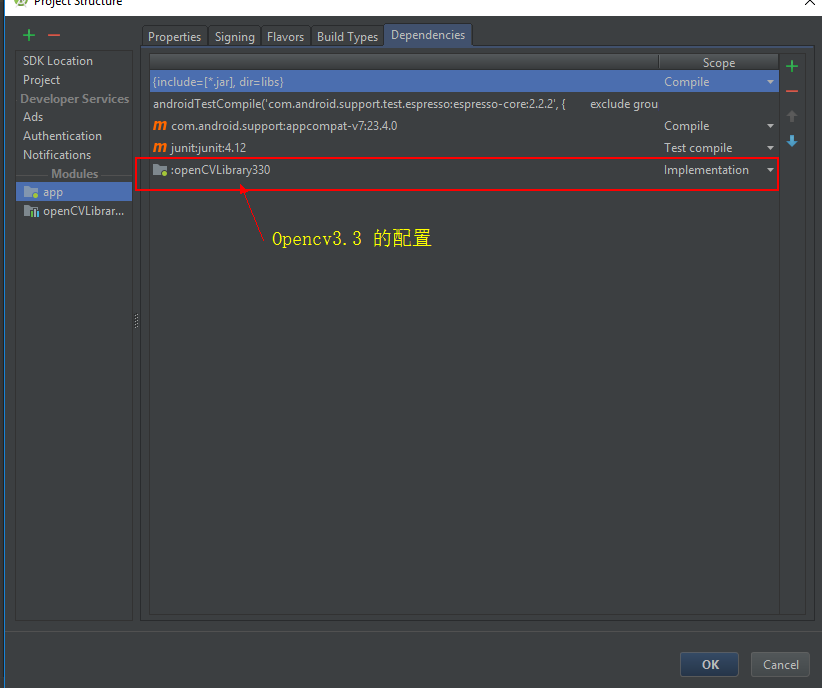 Project Structure
Properties Signing Flavors Build Types Dependencies
SDK Location
Project
Developer Services
Ads
Authentication
Notifications
Modules
app
openCVLibrar...
Scope
{include=[*.jar], dir=libs} Compile
androidTestCompile('com.android.support.test.espresso:espresso-core:2.2.2', { exclude grou
m com.android.support:appcompat-v7:23.4.0 Compile
m junit:junit:4.12 Test compile
:openCVLibrary330 Implementation
Opencv3.3 的配置
OK Cancel